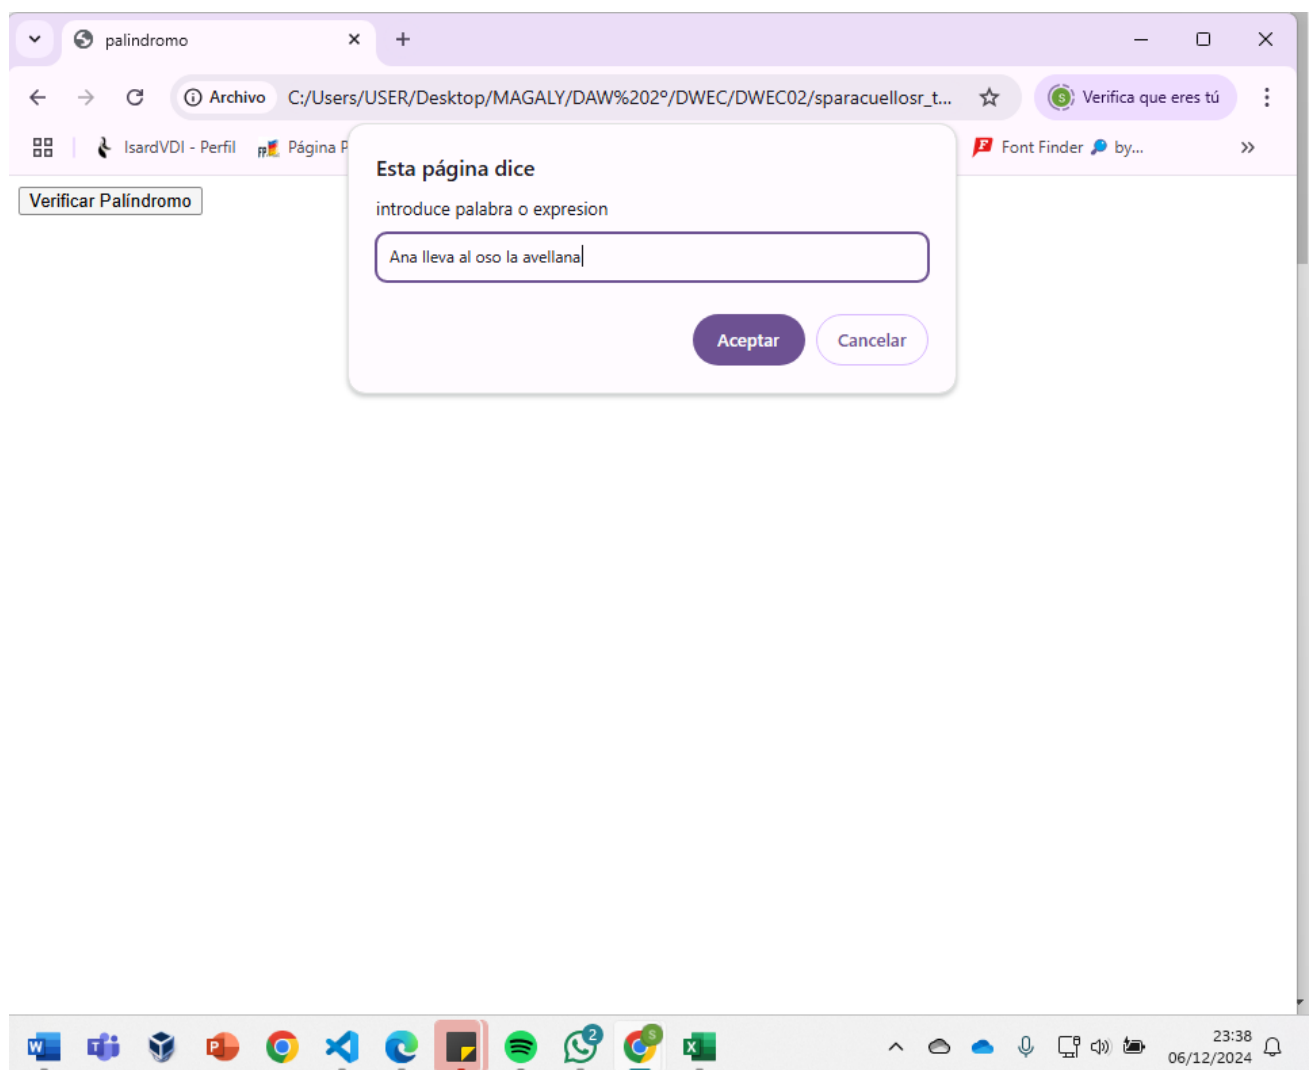 palindromo
Archivo C:/Users/USER/Desktop/MAGALY/DAW%202º/DWEC/DWEC02/sparacuellosr_t... S Verifica que eres tú
IsardVDI - Perfil Página P Font Finder 🔎 by...
Verificar Palíndromo
Esta página dice
introduce palabra o expresion
Ana lleva al oso la avellana
Aceptar Cancelar
2 S
23:38
06/12/2024